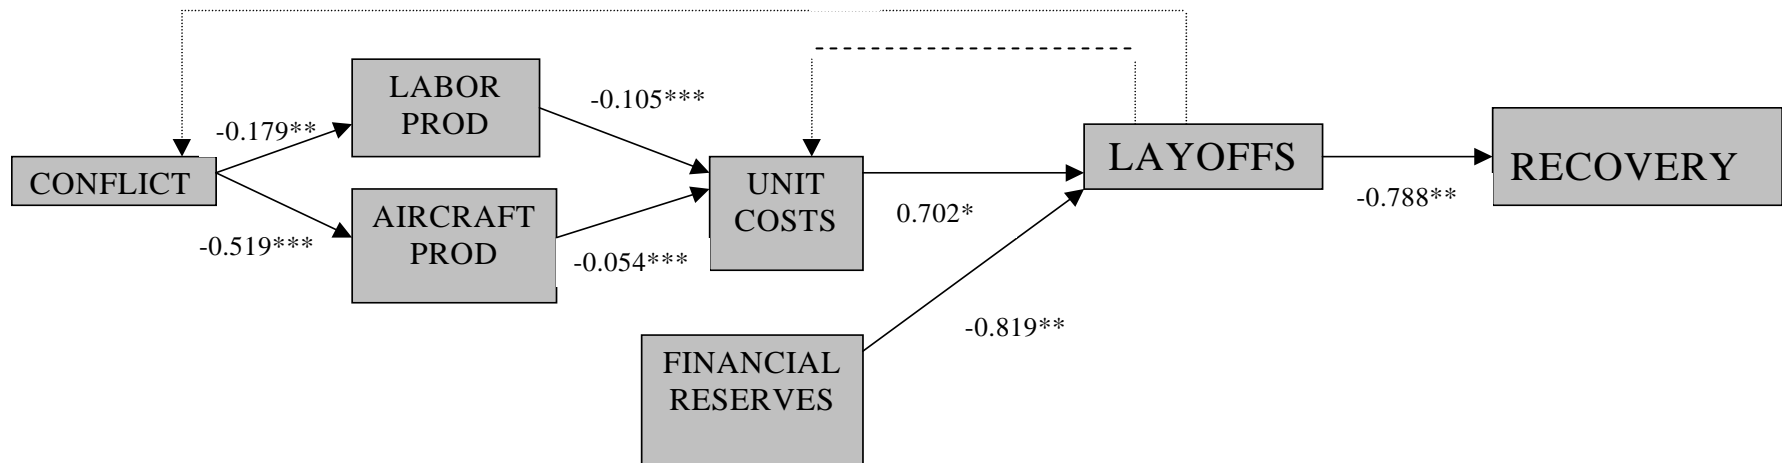 LABOR
PROD
-0.105***
-0.179**
CONFLICT
AIRCRAFT
PROD
-0.519***
-0.054***
UNIT
COSTS
0.702*
LAYOFFS
-0.788**
RECOVERY
-0.819**
FINANCIAL
RESERVES